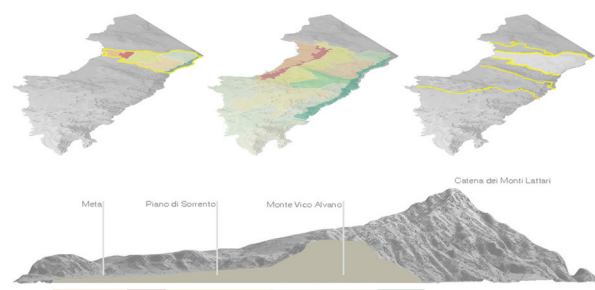 Catena dei Monti Lattari
Meta
Piano di Sorrento
Monte Vico Alvano